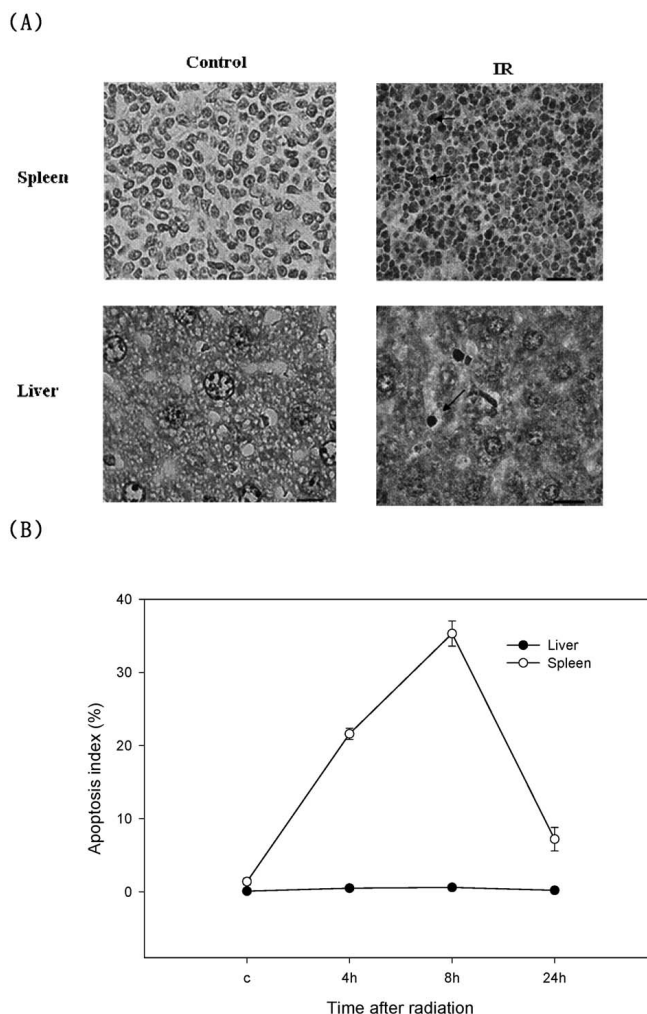 (A)
Control
IR
Spleen
Liver
(B)
40
30
20
10
0
Apoptosis index (%)
Liver
Spleen
c 4h 8h 24h
Time after radiation